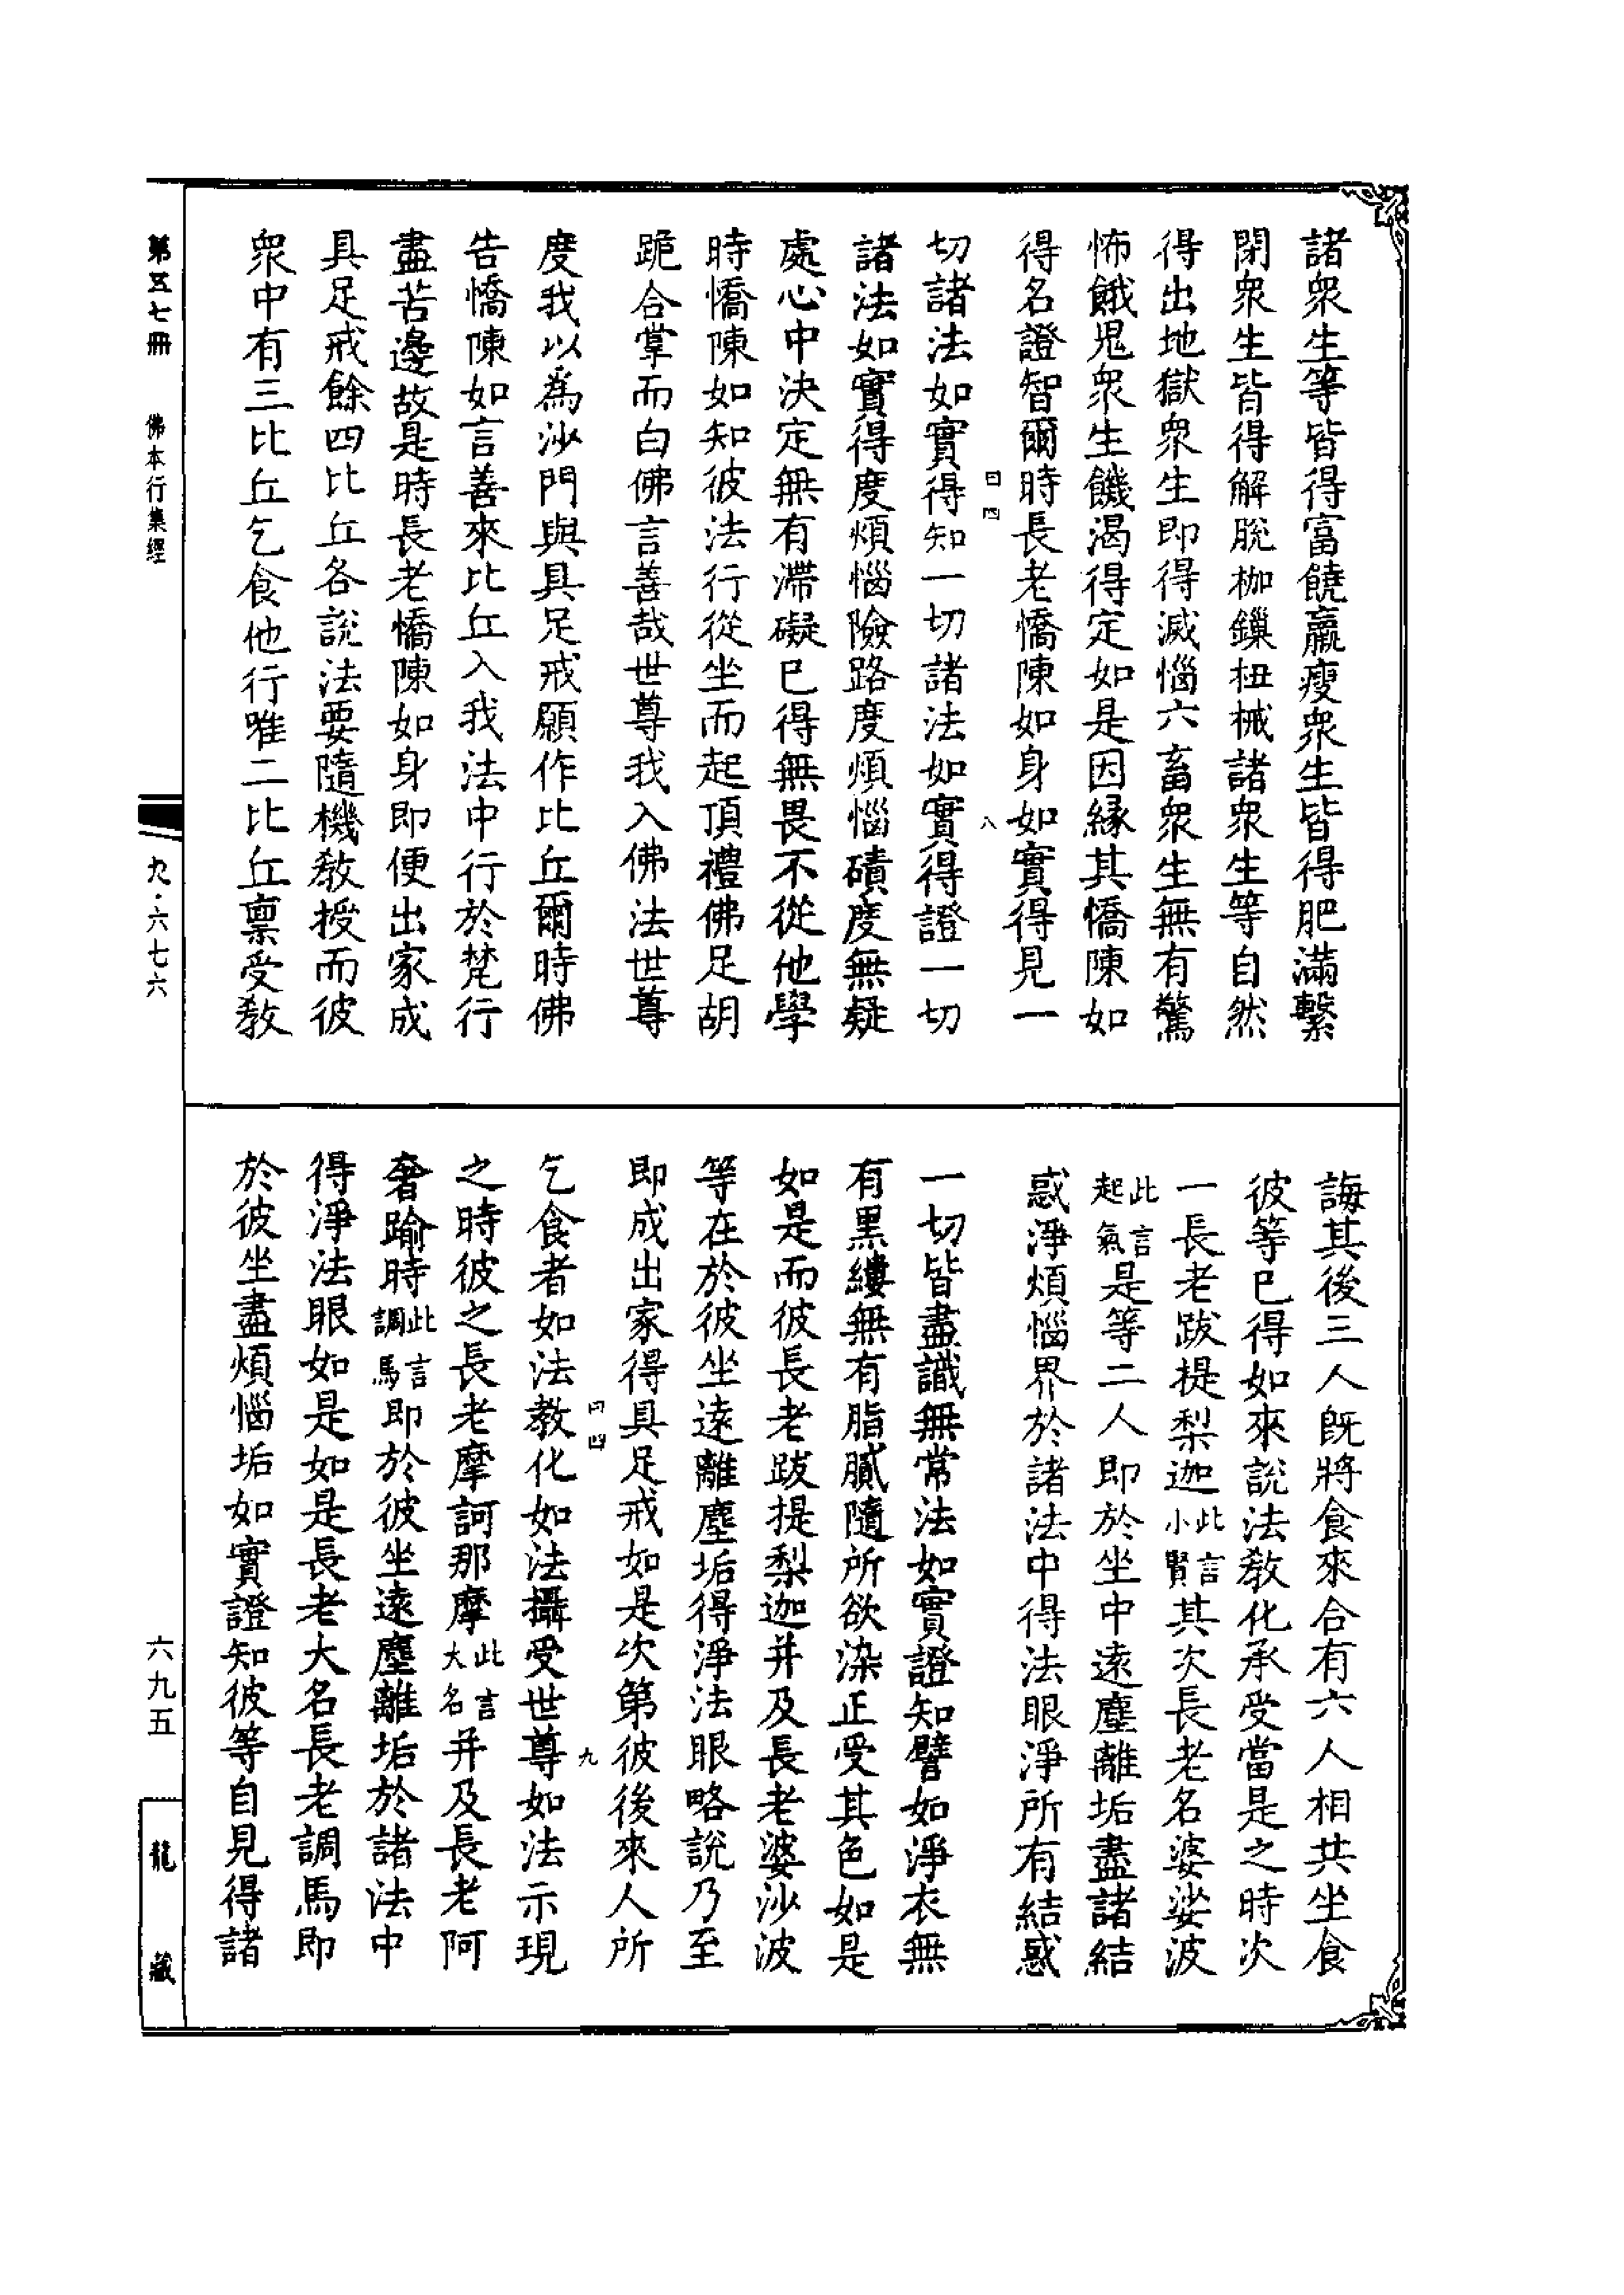 諸衆生等皆得富饒羸瘦衆生皆得肥滿繫
閉衆生皆得解脫枷鎻杻械諸衆生等自然
得出地獄衆生即得滅惱六畜衆生無有驚
怖餓鬼衆生饑渴得定如是因緣其憍陳如
得名證智爾時長老憍陳如身如實得見一
曰四
八
切諸法如實得知一切諸法如實得證一切
諸法如實得度煩惱險路度煩惱磧度無疑
處心中決定無有滯礙已得無畏不從他學
時憍陳如知彼法行從坐而起頂禮佛足胡
跪合掌而白佛言善哉世尊我入佛法世尊
度我以為沙門與具足戒願作比丘爾時佛
告憍陳如言善來比丘入我法中行於梵行
盡苦邊故是時長老憍陳如身即便出家成
具足戒餘四比丘各說法要隨機教授而彼
衆中有三比丘乞食他行唯二比丘稟受教
誨其後三人旣將食來合有六人相共坐食
彼等已得如來說法教化承受當是之時次
一長老跋提梨迦此言小賢其次長老名婆娑波
此言起氣是等二人即於坐中遠塵離垢盡諸結
惑淨煩惱界於諸法中得法眼淨所有結惑
一切皆盡識無常法如實證知譬如淨衣無
有黑縷無有脂膩隨所欲染正受其色如是
如是而彼長老跋提梨迦并及長老婆沙波
等在於彼坐遠離塵垢得淨法眼略說乃至
即成出家得具足戒如是次第彼後來人所
曰四
九
乞食者如法教化如法攝受世尊如法示現
之時彼之長老摩訶那摩此言大名并及長老阿
奢踰時此言調馬即於彼坐遠塵離垢於諸法中
得淨法眼如是如是長老大名長老調馬即
於彼坐盡煩惱垢如實證知彼等自見得諸
第五七冊
佛本行集經
九·六七六
六九五
龍藏